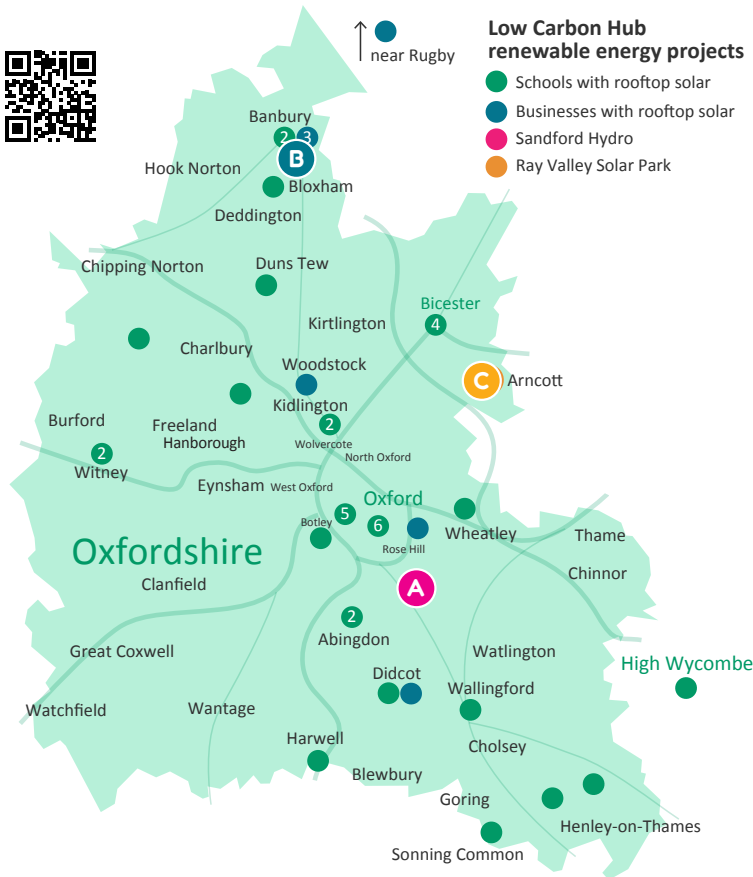 near Rugby
Low Carbon Hub
renewable energy projects
Schools with rooftop solar
Businesses with rooftop solar
Sandford Hydro
Ray Valley Solar Park
Banbury
2
3
B
Hook Norton
Bloxham
Deddington
Chipping Norton
Duns Tew
Bicester
4
Kirtlington
Charlbury
Woodstock
C
Arncott
Kidlington
Burford
Freeland
2
Hanborough
Wolvercote
North Oxford
2
Witney
Eynsham
West Oxford
Oxford
5
6
Botley
Rose Hill
Wheatley
Thame
Oxfordshire
Chinnor
Clanfield
A
2
Abingdon
Great Coxwell
Watlington
High Wycombe
Didcot
Wallingford
Watchfield
Wantage
Harwell
Cholsey
Blewbury
Goring
Henley-on-Thames
Sonning Common